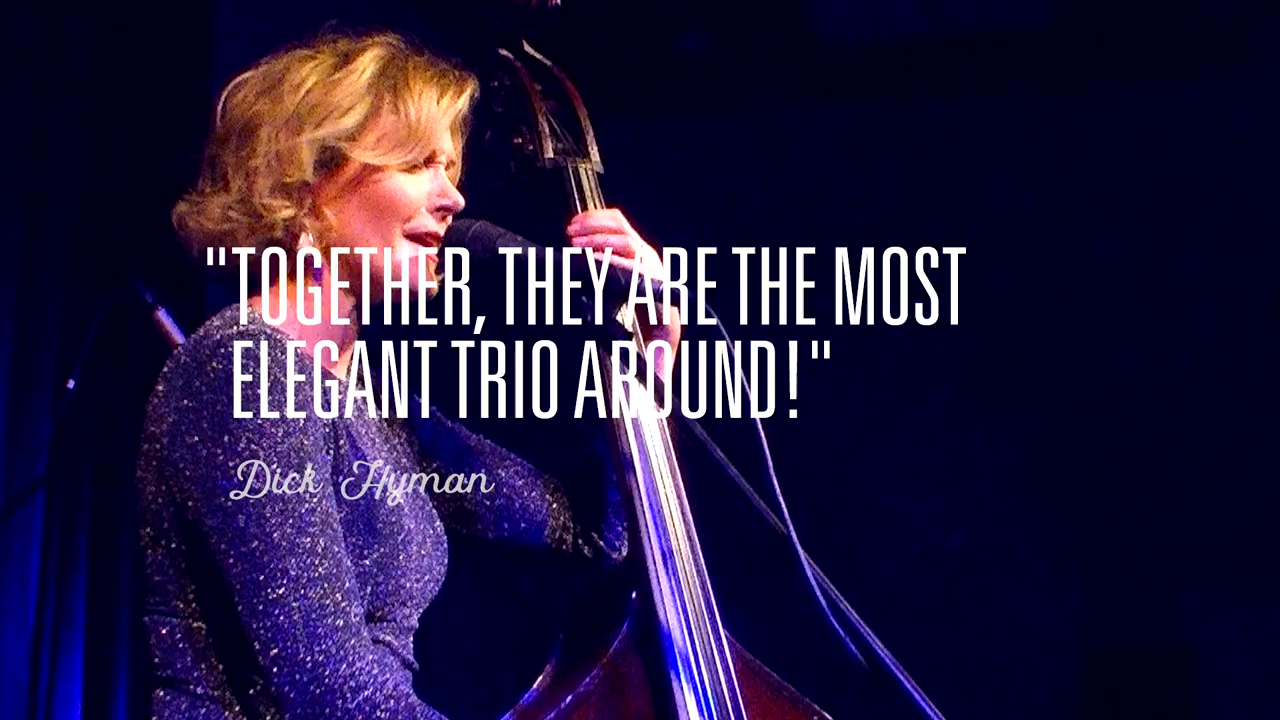 "TOGETHER, THEY ARE THE MOST
ELEGANT TRIO AROUND!"
Dick Hyman